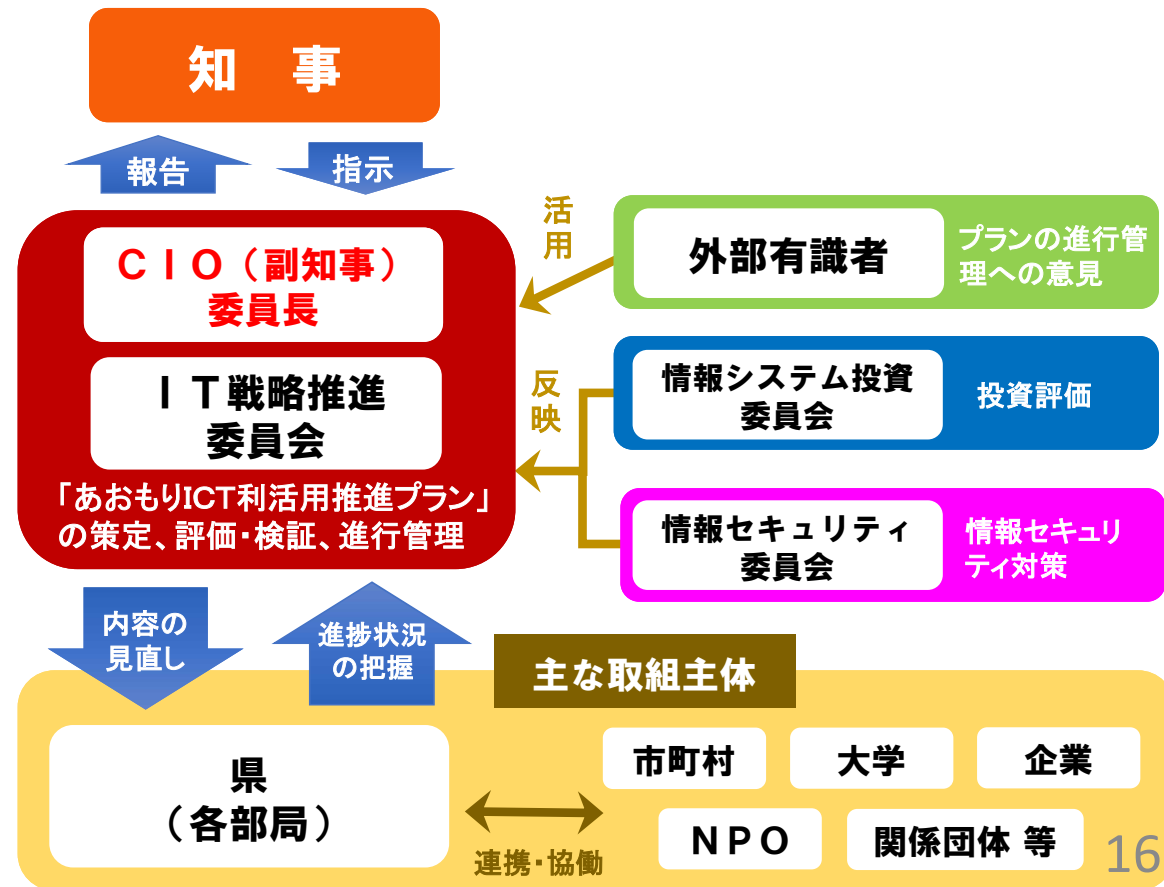 知　事
報告
指示
ＣＩＯ（副知事）
委員長
ＩＴ戦略推進
委員会
「あおもりICT利活用推進プラン」
の策定、評価・検証、進行管理
活
用
反
映
外部有識者
プランの進行管
理への意見
情報システム投資
委員会
投資評価
情報セキュリティ
委員会
情報セキュリ
ティ対策
内容の
見直し
進捗状況
の把握
主な取組主体
県
（各部局）
連携・協働
市町村
大学
企業
ＮＰＯ
関係団体 等
16